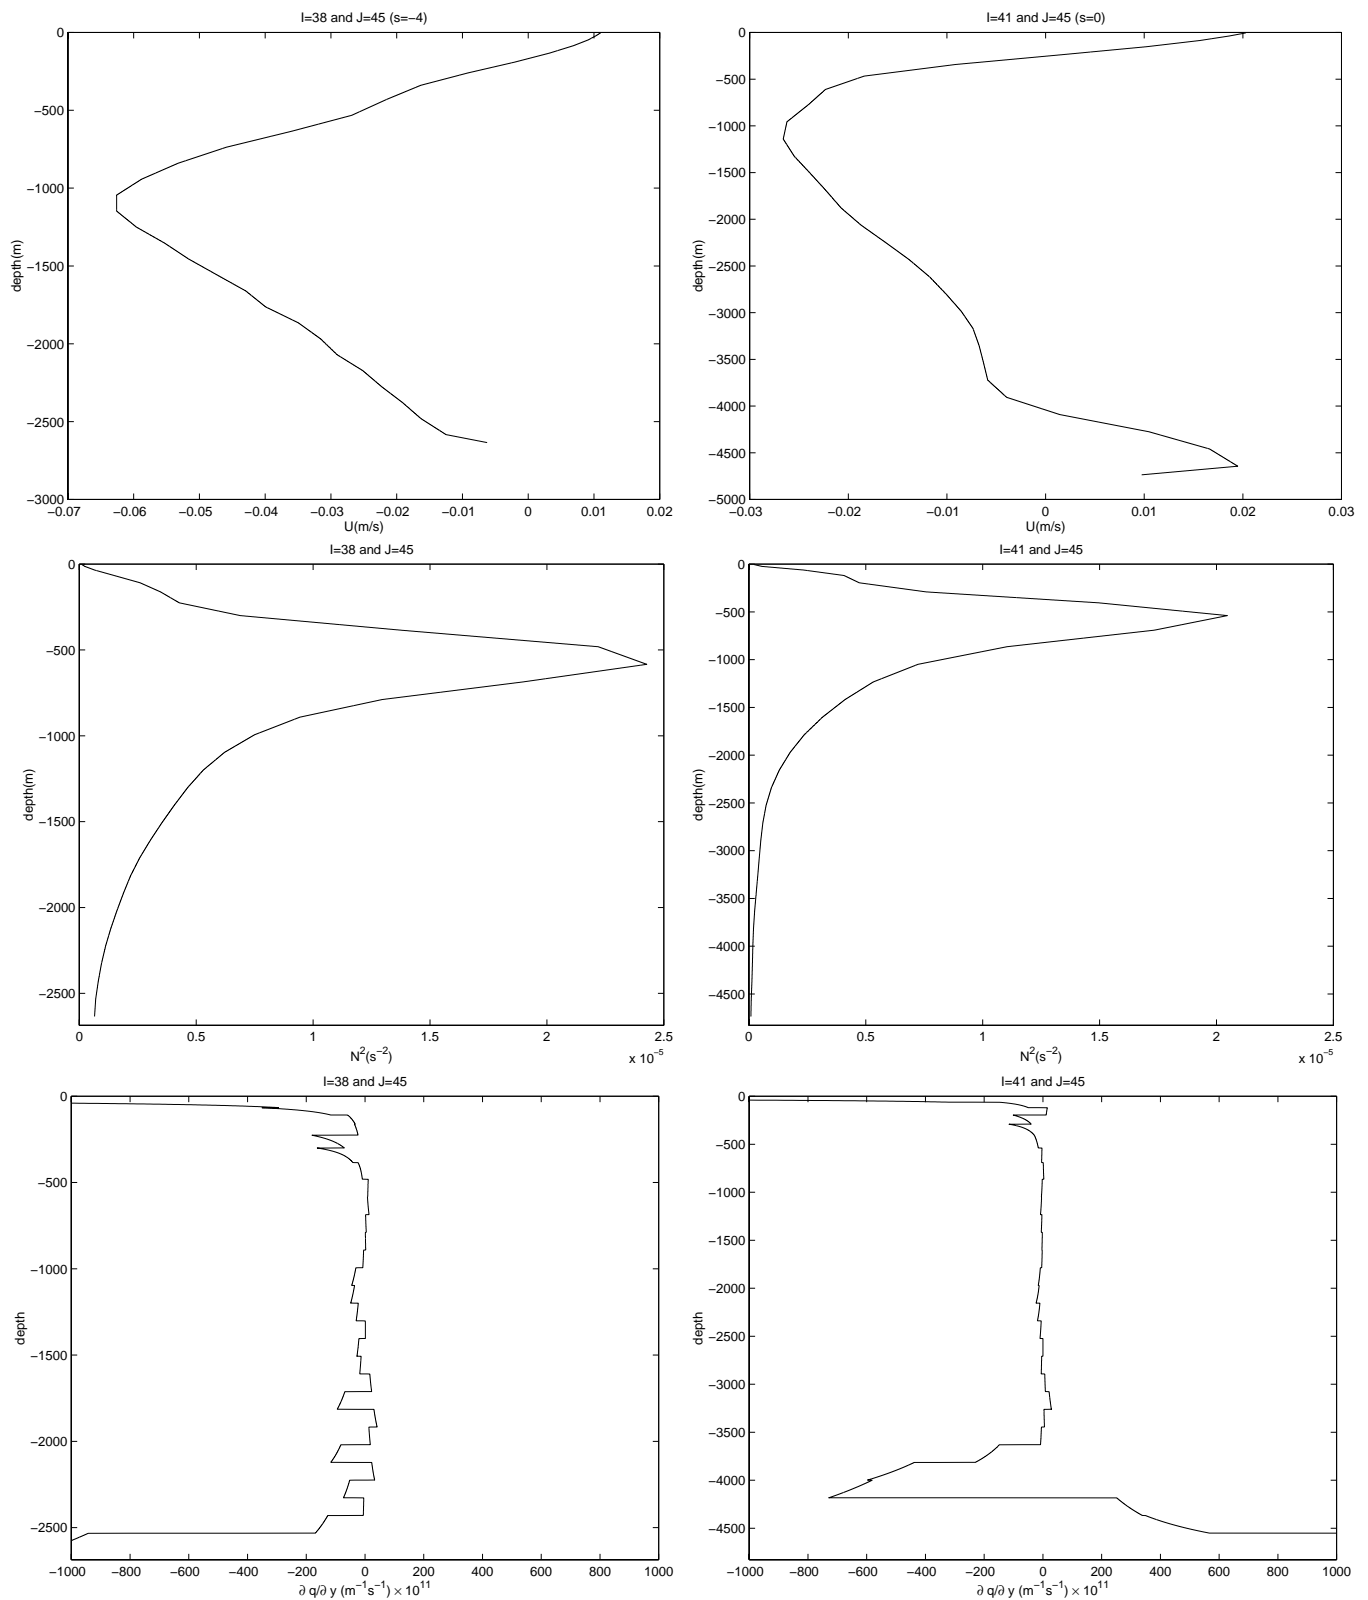 I=38 and J=45 (s=−4)
0
−500
−1000
−1500
−2000
−2500
−3000
depth(m)
−0.07 −0.06 −0.05 −0.04 −0.03 −0.02 −0.01 0 0.01 0.02
U(m/s)
I=41 and J=45 (s=0)
0
−500
−1000
−1500
−2000
−2500
−3000
−3500
−4000
−4500
−5000
depth(m)
−0.03 −0.02 −0.01 0 0.01 0.02 0.03
U(m/s)
I=38 and J=45
0
−500
−1000
−1500
−2000
−2500
depth(m)
0 0.5 1 1.5 2 2.5
N²(s⁻²)
x 10⁻⁵
I=41 and J=45
0
−500
−1000
−1500
−2000
−2500
−3000
−3500
−4000
−4500
depth(m)
0 0.5 1 1.5 2 2.5
N²(s⁻²)
x 10⁻⁵
I=38 and J=45
0
−500
−1000
−1500
−2000
−2500
depth
−1000 −800 −600 −400 −200 0 200 400 600 800 1000
∂ q/∂ y (m⁻¹s⁻¹) × 10¹¹
I=41 and J=45
0
−500
−1000
−1500
−2000
−2500
−3000
−3500
−4000
−4500
depth
−1000 −800 −600 −400 −200 0 200 400 600 800 1000
∂ q/∂ y (m⁻¹s⁻¹) × 10¹¹